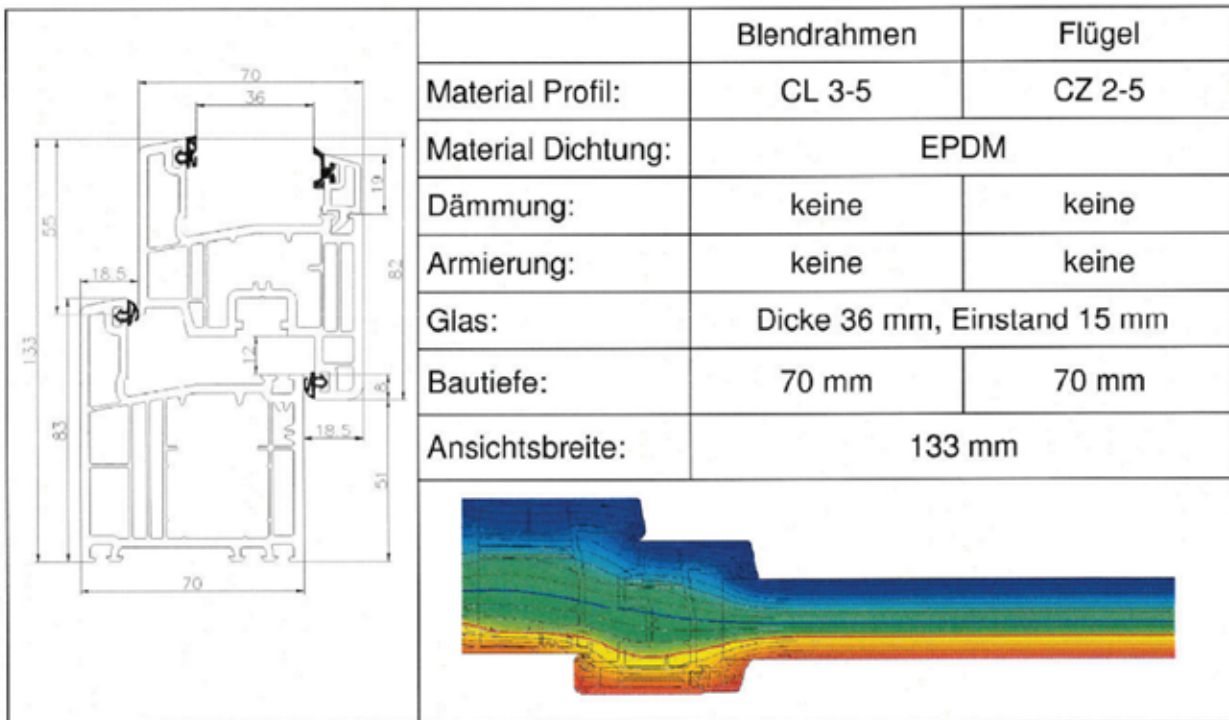 70
36
19
55
18.5
82
133
12
8
83
18.5
51
70
Blendrahmen Flügel
Material Profil: CL 3-5 CZ 2-5
Material Dichtung: EPDM
Dämmung: keine keine
Armierung: keine keine
Glas: Dicke 36 mm, Einstand 15 mm
Bautiefe: 70 mm 70 mm
Ansichtsbreite: 133 mm